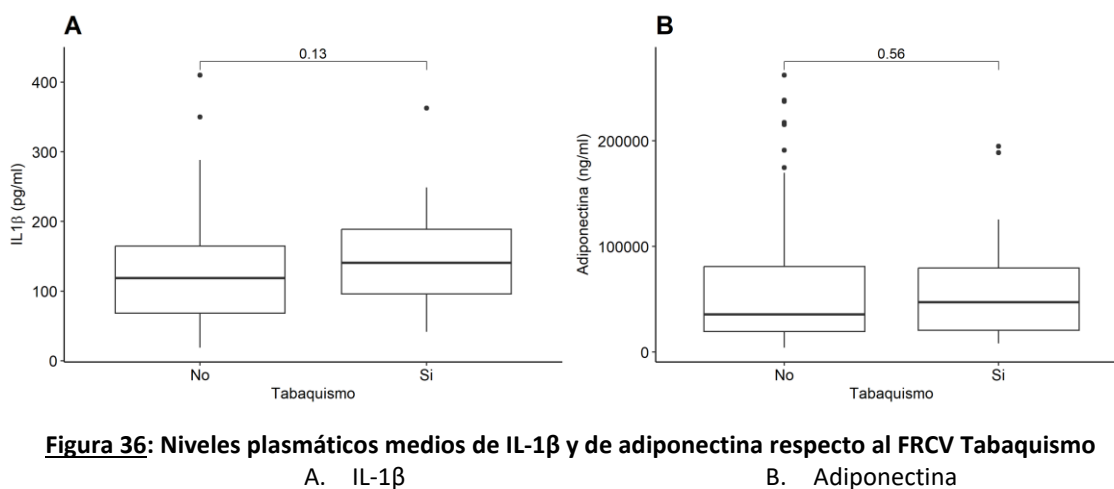 A
0.13
400
300
200
100
0
IL1β (pg/ml)
No
Si
Tabaquismo
B
0.56
200000
100000
0
Adiponectina (ng/ml)
No
Si
Tabaquismo
Figura 36: Niveles plasmáticos medios de IL-1β y de adiponectina respecto al FRCV Tabaquismo
A. IL-1β
B. Adiponectina